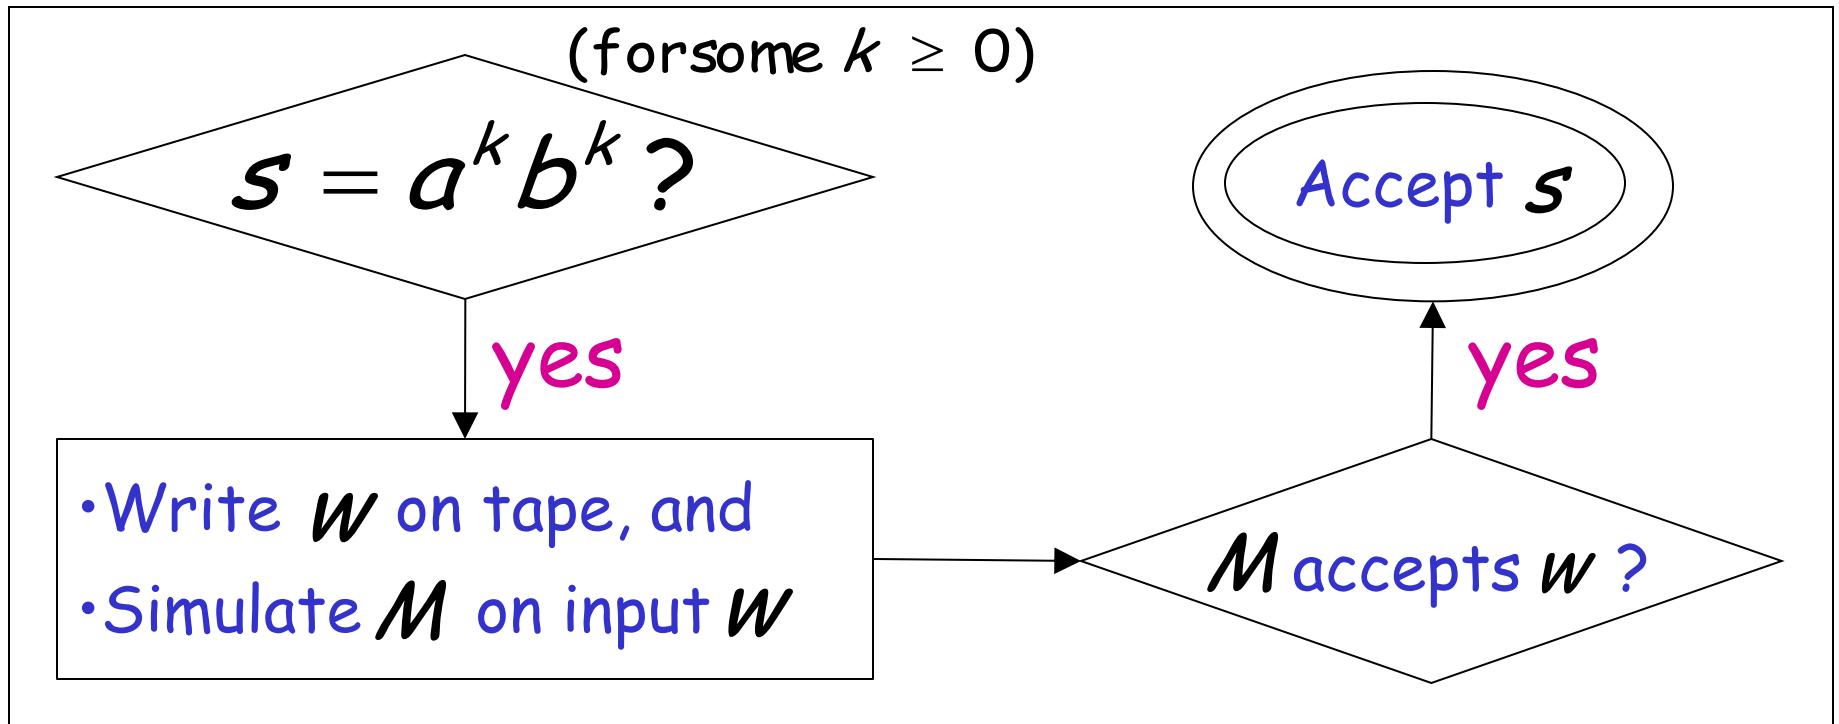 (forsome k ≥ 0)
s = a^k b^k ?
Accept s
yes
yes
•Write w on tape, and
•Simulate M on input w
M accepts w ?